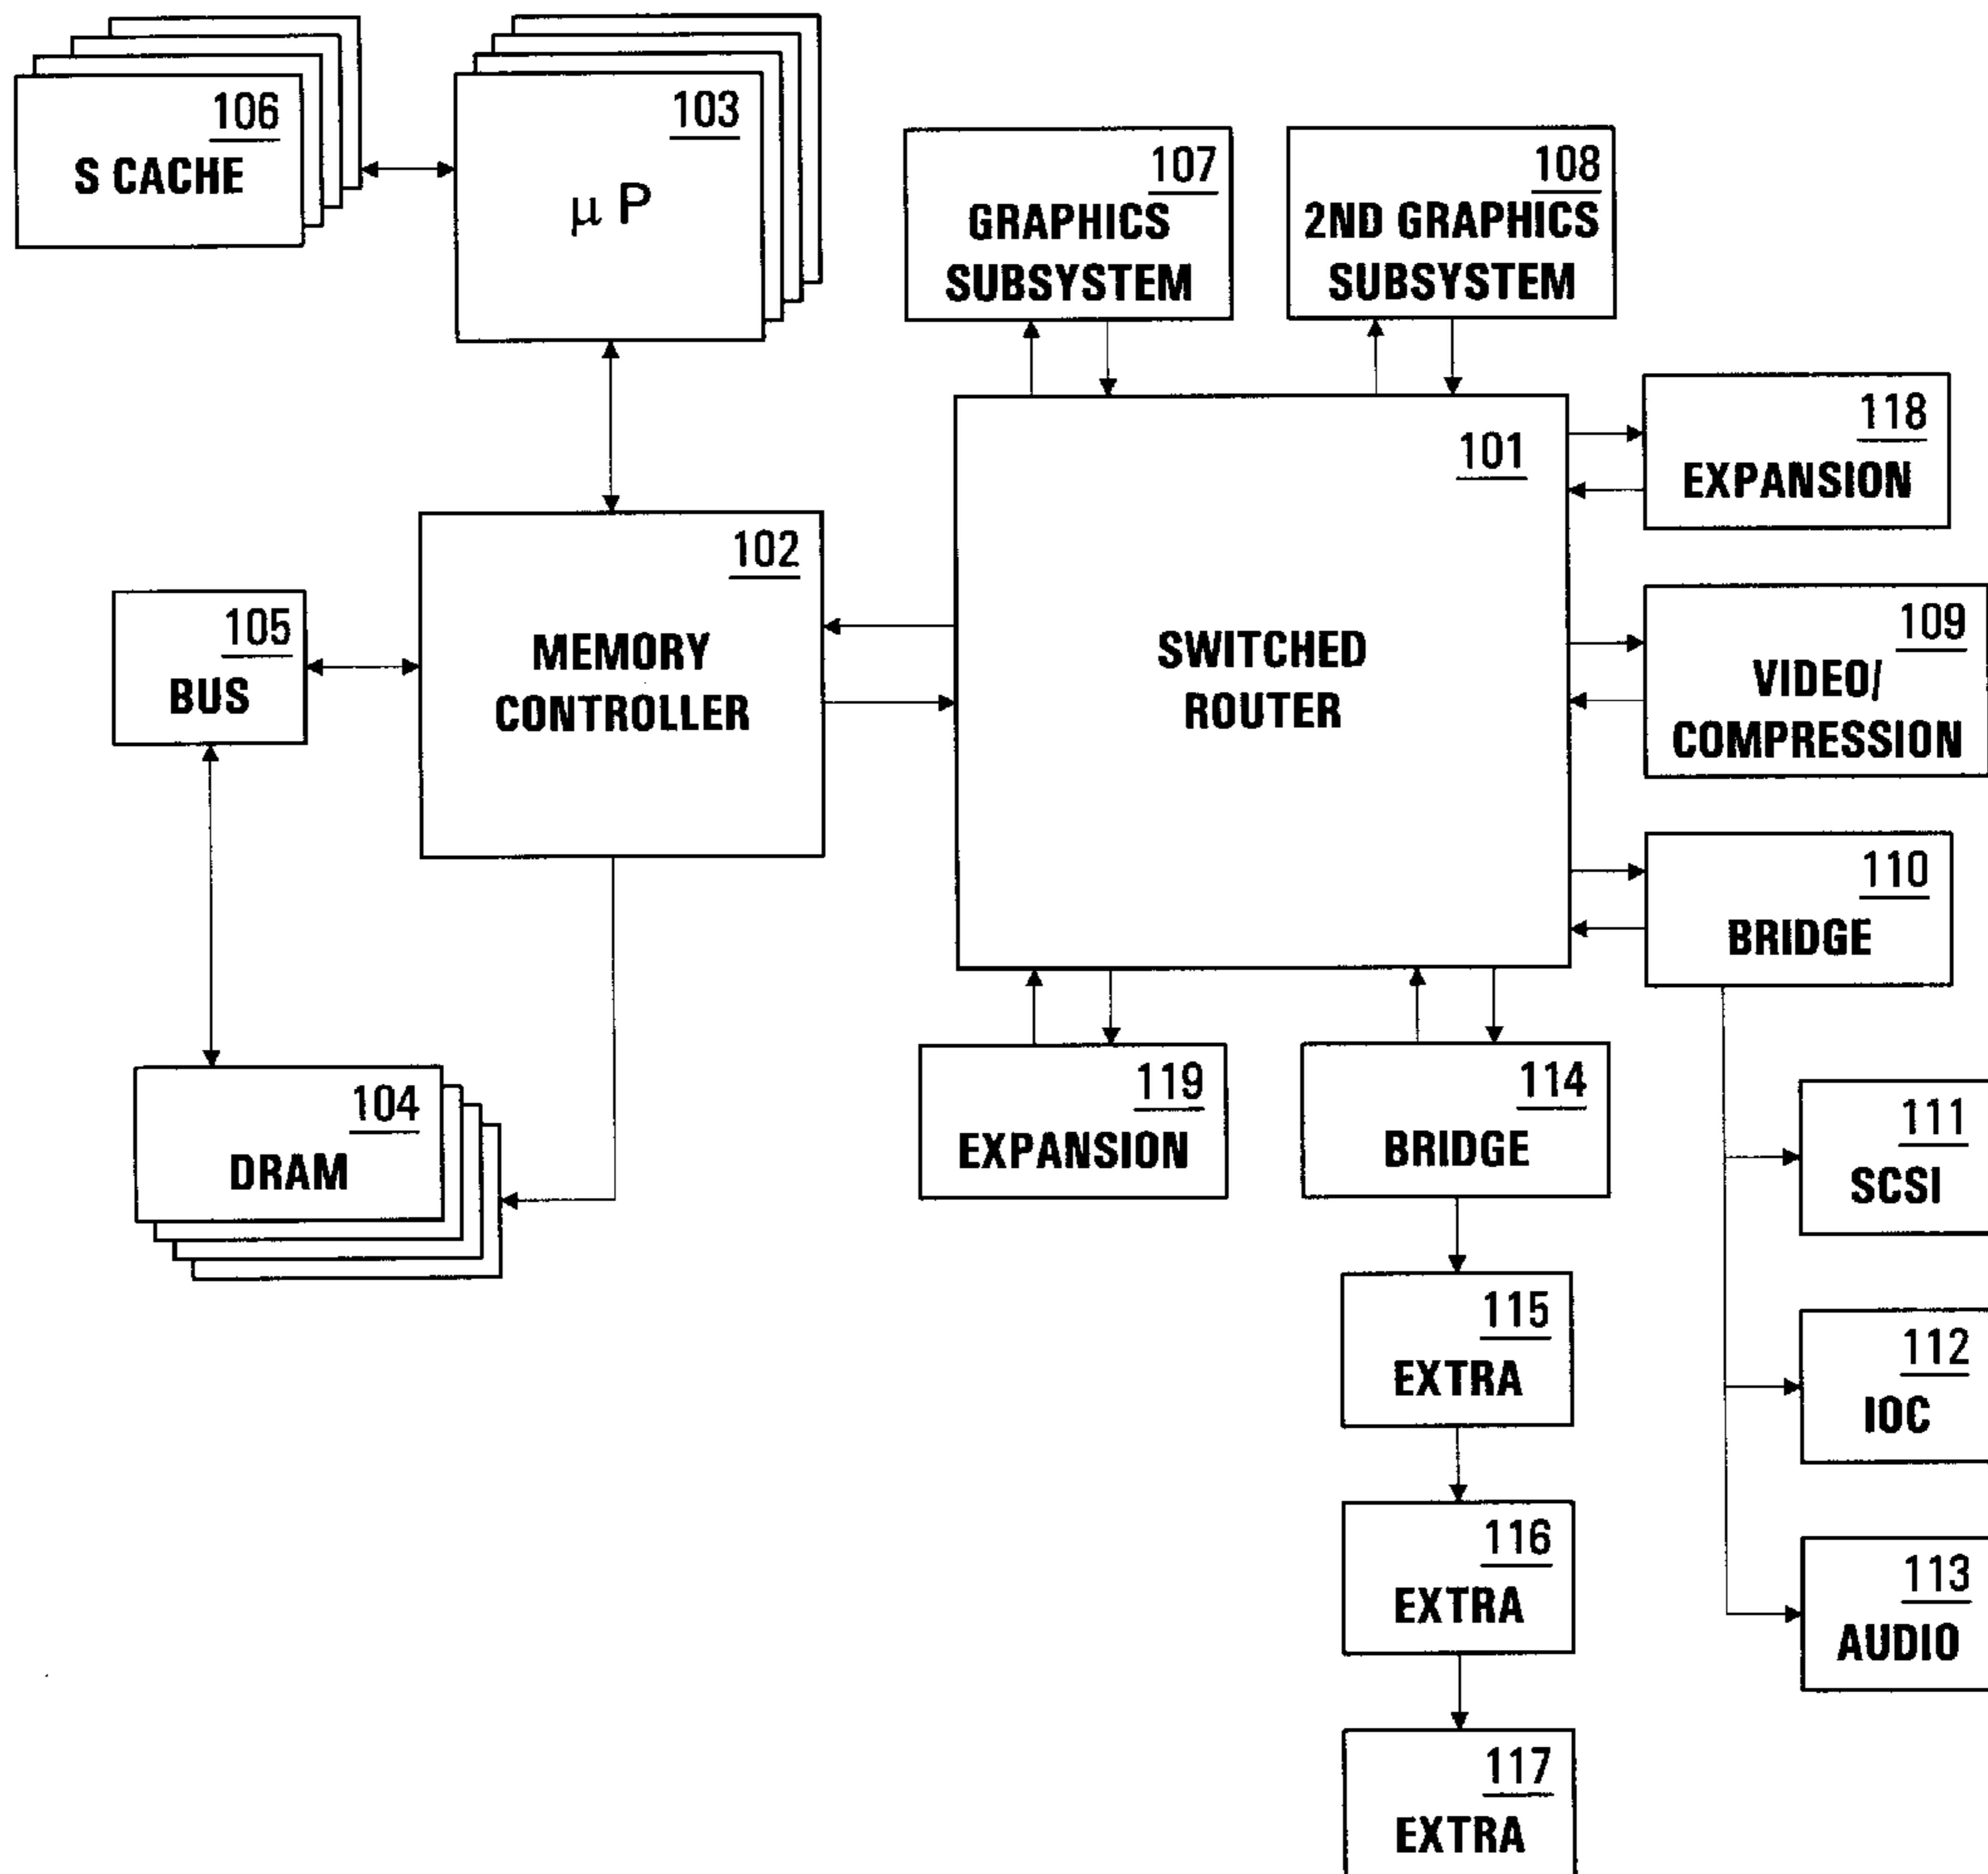 106
S CACHE
103
μ P
107
GRAPHICS
SUBSYSTEM
108
2ND GRAPHICS
SUBSYSTEM
118
EXPANSION
101
SWITCHED
ROUTER
102
MEMORY
CONTROLLER
105
BUS
109
VIDEO/
COMPRESSION
110
BRIDGE
104
DRAM
119
EXPANSION
114
BRIDGE
111
SCSI
115
EXTRA
112
IOC
116
EXTRA
113
AUDIO
117
EXTRA